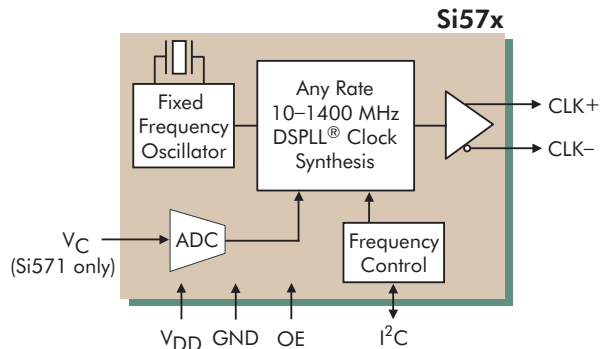 Si57x
Fixed
Frequency
Oscillator
Any Rate
10–1400 MHz
DSPLL® Clock
Synthesis
CLK+
CLK–
VC
(Si571 only)
ADC
Frequency
Control
VDD GND OE I²C